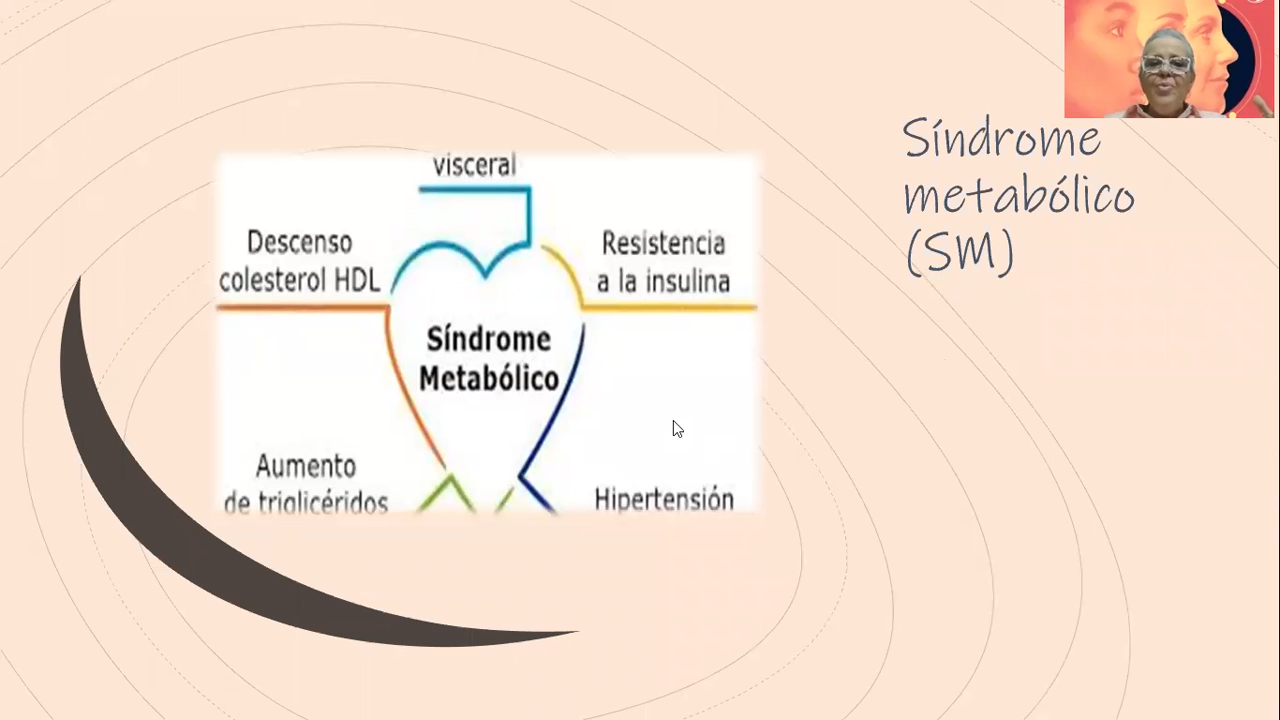 Síndrome
metabólico
(SM)
visceral
Descenso
colesterol HDL
Resistencia
a la insulina
Síndrome
Metabólico
Aumento
de triglicéridos
Hipertensión